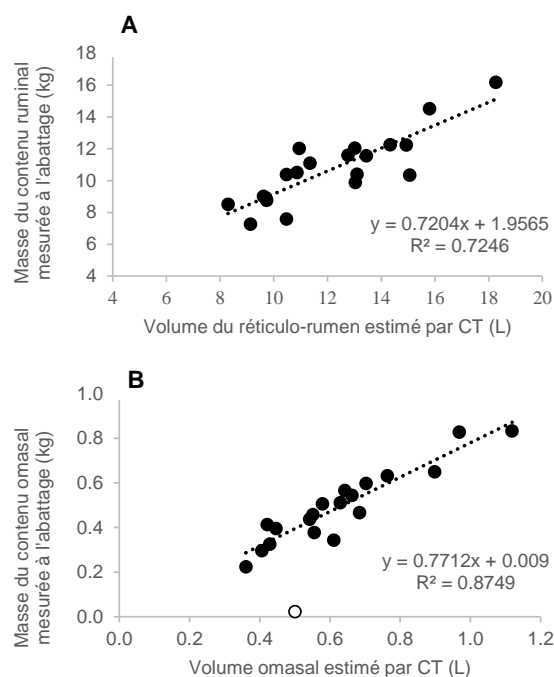 A
Masse du contenu ruminal
mesurée à l'abattage (kg)
18
16
14
12
10
8
6
4
y = 0.7204x + 1.9565
R² = 0.7246
4 6 8 10 12 14 16 18 20
Volume du réticulo-rumen estimé par CT (L)
B
Masse du contenu omasal
mesurée à l'abattage (kg)
1.0
0.8
0.6
0.4
0.2
0.0
y = 0.7712x + 0.009
R² = 0.8749
0.0 0.2 0.4 0.6 0.8 1.0 1.2
Volume omasal estimé par CT (L)